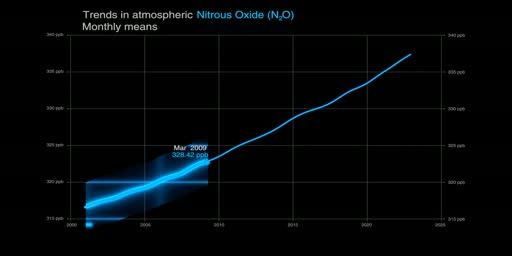 Trends in atmospheric Nitrous Oxide (N₂O)
Monthly means
340 ppb 340 ppb
335 ppb 335 ppb
330 ppb 330 ppb
325 ppb 325 ppb
Mar 2009
328.42 ppb
320 ppb 320 ppb
315 ppb 315 ppb
2000 2005 2010 2015 2020 2025